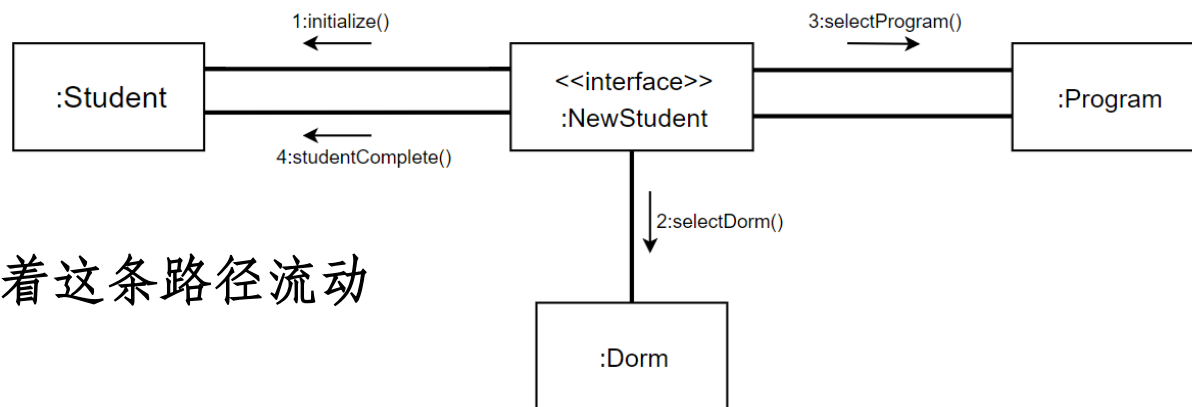 1:initialize()
3:selectProgram()
:Student
<<interface>>
:NewStudent
:Program
4:studentComplete()
2:selectDorm()
着这条路径流动
:Dorm